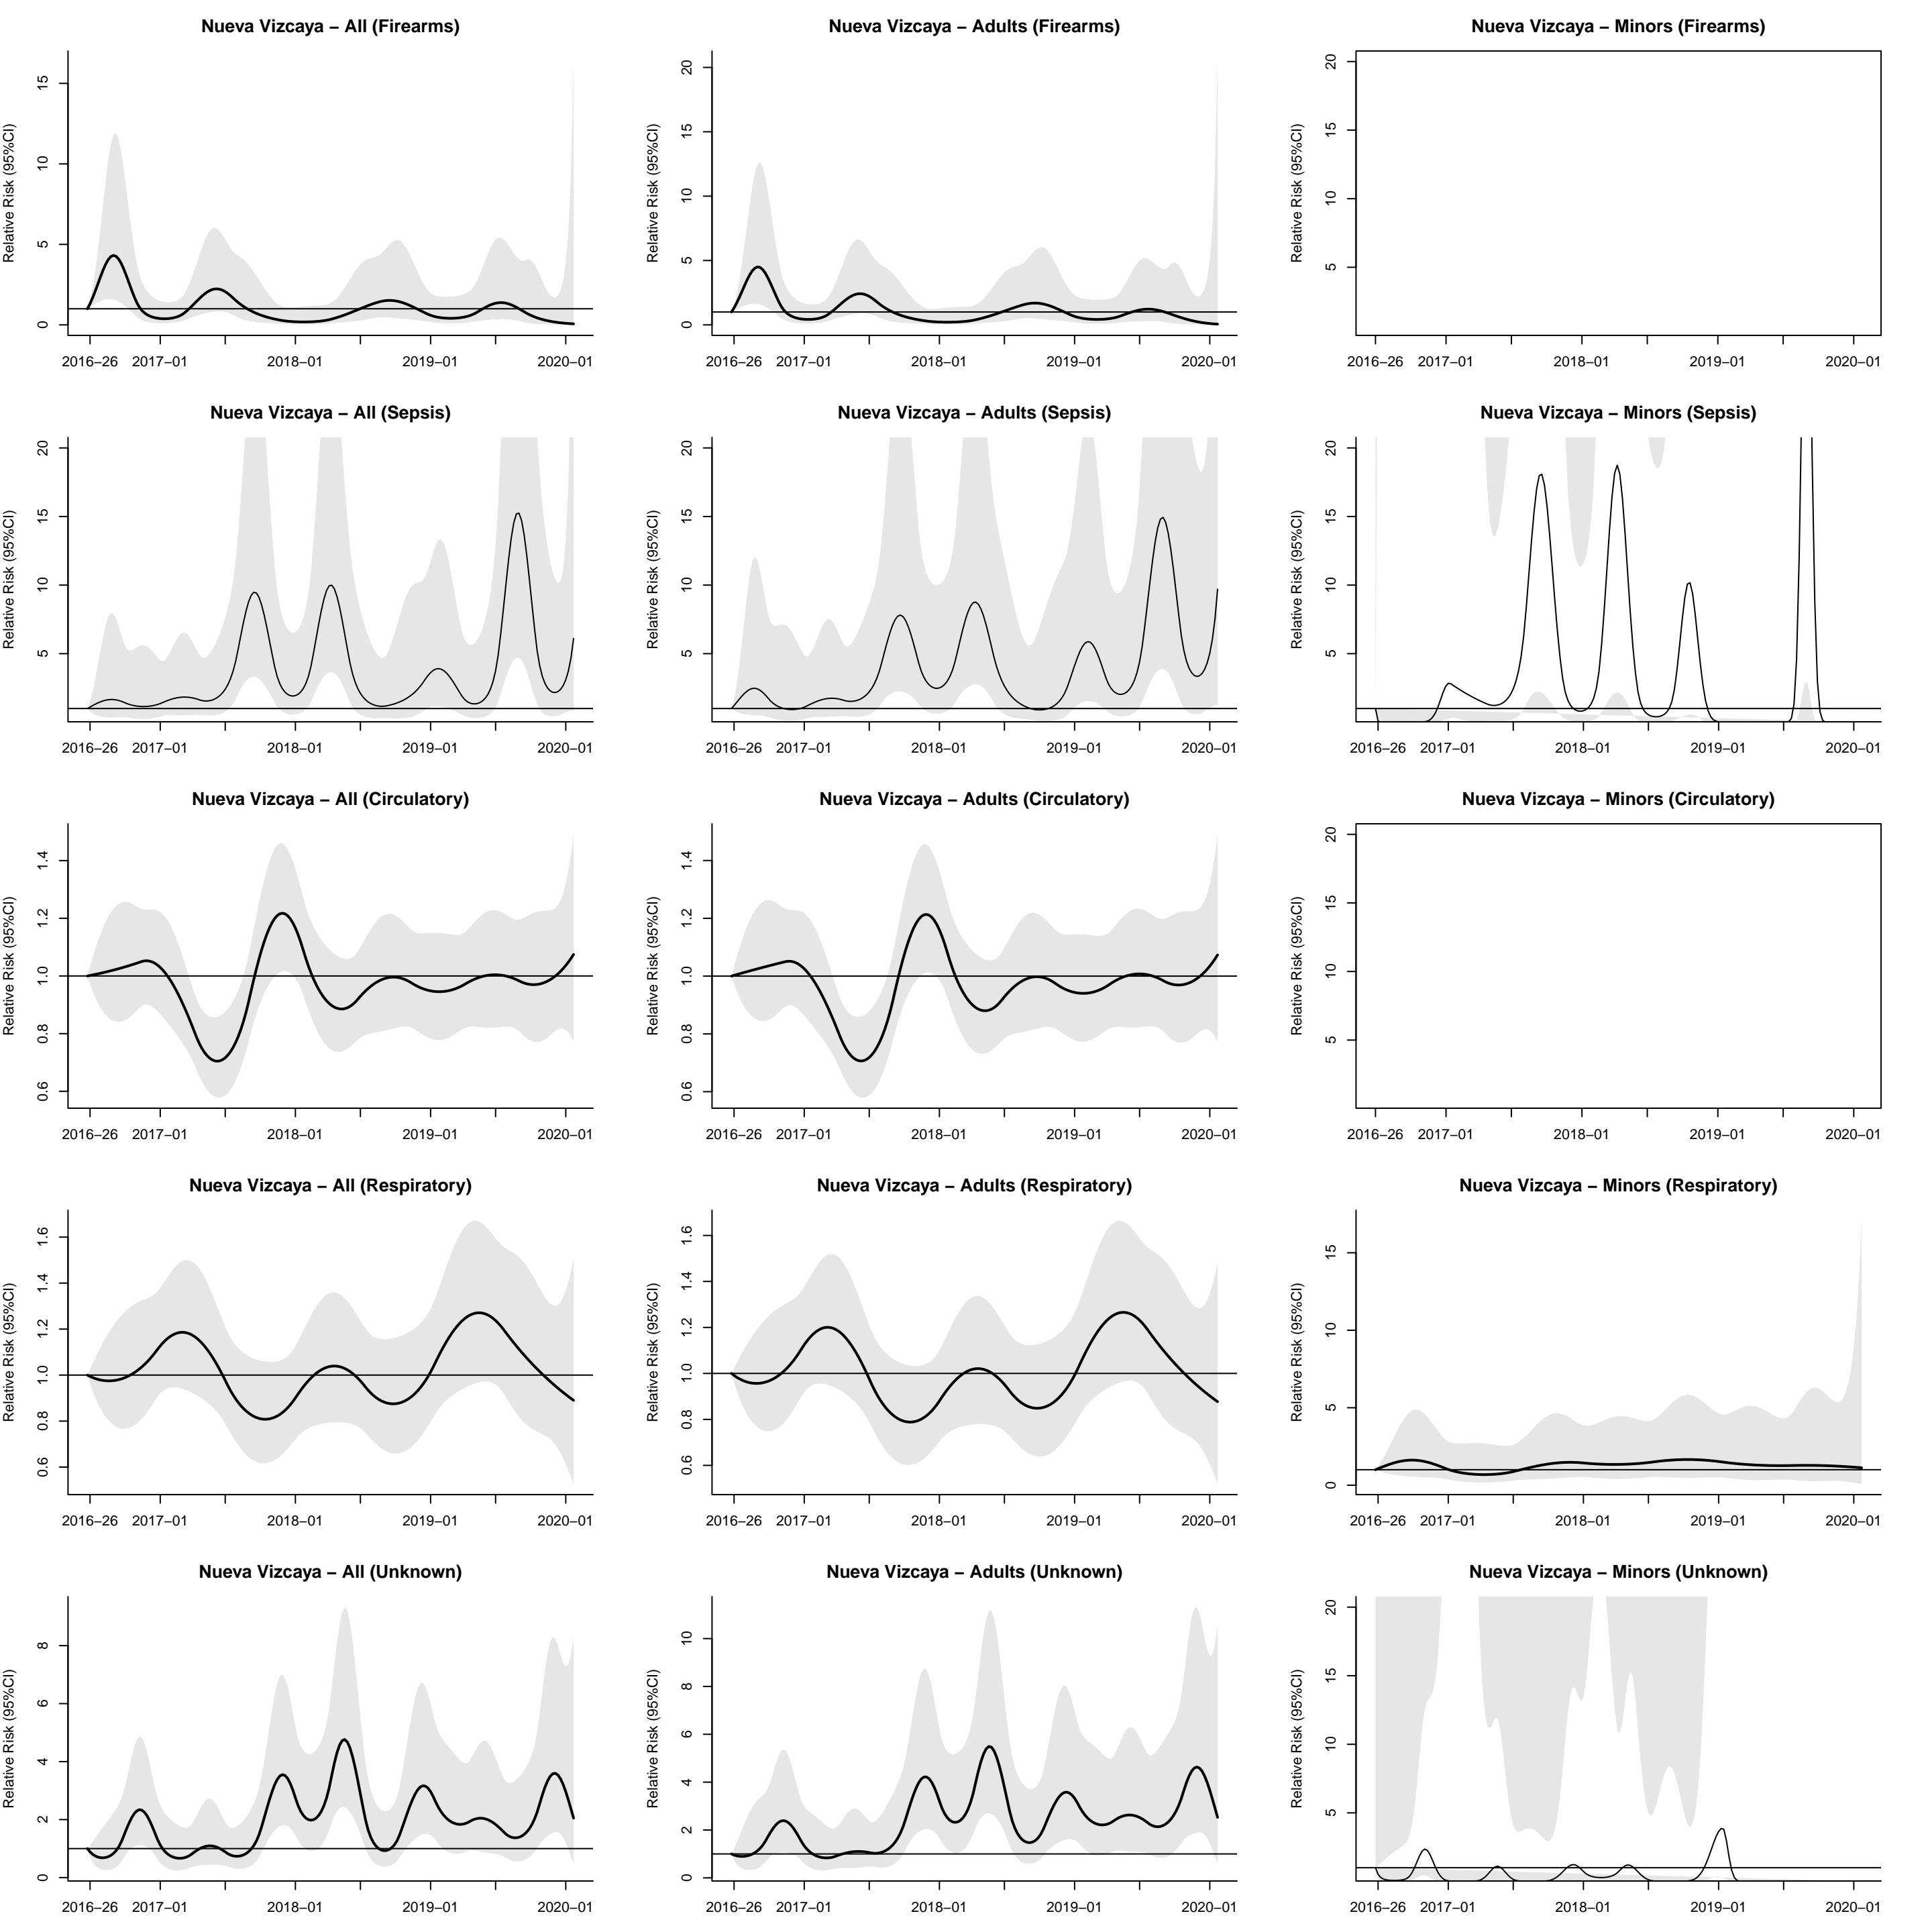 Nueva Vizcaya – All (Firearms)
Relative Risk (95%CI)
0 5 10 15
2016–26 2017–01 2018–01 2019–01 2020–01
Nueva Vizcaya – Adults (Firearms)
Relative Risk (95%CI)
0 5 10 15 20
2016–26 2017–01 2018–01 2019–01 2020–01
Nueva Vizcaya – Minors (Firearms)
Relative Risk (95%CI)
5 10 15 20
2016–26 2017–01 2018–01 2019–01 2020–01
Nueva Vizcaya – All (Sepsis)
Relative Risk (95%CI)
5 10 15 20
2016–26 2017–01 2018–01 2019–01 2020–01
Nueva Vizcaya – Adults (Sepsis)
Relative Risk (95%CI)
5 10 15 20
2016–26 2017–01 2018–01 2019–01 2020–01
Nueva Vizcaya – Minors (Sepsis)
Relative Risk (95%CI)
5 10 15 20
2016–26 2017–01 2018–01 2019–01 2020–01
Nueva Vizcaya – All (Circulatory)
Relative Risk (95%CI)
0.6 0.8 1.0 1.2 1.4
2016–26 2017–01 2018–01 2019–01 2020–01
Nueva Vizcaya – Adults (Circulatory)
Relative Risk (95%CI)
0.6 0.8 1.0 1.2 1.4
2016–26 2017–01 2018–01 2019–01 2020–01
Nueva Vizcaya – Minors (Circulatory)
Relative Risk (95%CI)
5 10 15 20
2016–26 2017–01 2018–01 2019–01 2020–01
Nueva Vizcaya – All (Respiratory)
Relative Risk (95%CI)
0.6 0.8 1.0 1.2 1.4 1.6
2016–26 2017–01 2018–01 2019–01 2020–01
Nueva Vizcaya – Adults (Respiratory)
Relative Risk (95%CI)
0.6 0.8 1.0 1.2 1.4 1.6
2016–26 2017–01 2018–01 2019–01 2020–01
Nueva Vizcaya – Minors (Respiratory)
Relative Risk (95%CI)
0 5 10 15
2016–26 2017–01 2018–01 2019–01 2020–01
Nueva Vizcaya – All (Unknown)
Relative Risk (95%CI)
0 2 4 6 8
2016–26 2017–01 2018–01 2019–01 2020–01
Nueva Vizcaya – Adults (Unknown)
Relative Risk (95%CI)
0 2 4 6 8 10
2016–26 2017–01 2018–01 2019–01 2020–01
Nueva Vizcaya – Minors (Unknown)
Relative Risk (95%CI)
5 10 15 20
2016–26 2017–01 2018–01 2019–01 2020–01